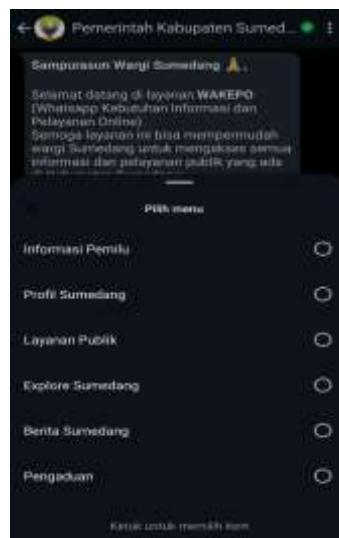 Pemerintah Kabupaten Sumed...
Sampurasun Wargi Sumedang 🙏,
Selamat datang di layanan WAKEPO
(Whatsapp Kebutuhan Informasi dan
Pelayanan Online)
Semoga layanan ini bisa mempermudah
wargi Sumedang untuk mengakses semua
informasi dan pelayanan publik yang ada
Pilih menu
Informasi Pemilu
Profil Sumedang
Layanan Publik
Explore Sumedang
Berita Sumedang
Pengaduan
Ketuk untuk memilih item